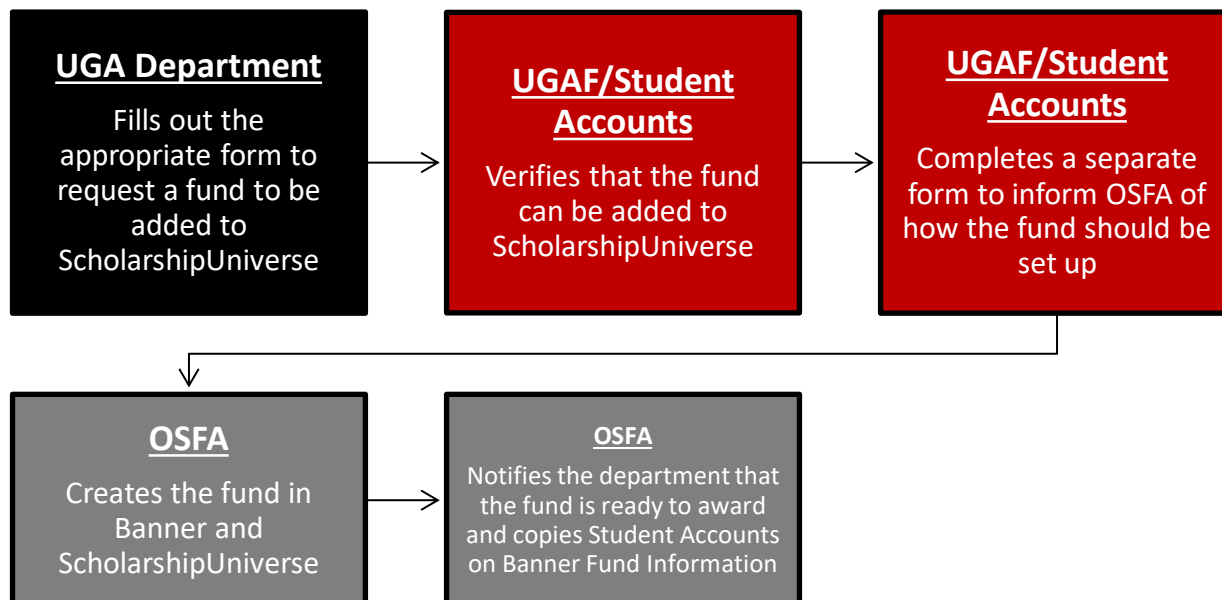 UGA Department
Fills out the
appropriate form to
request a fund to be
added to
ScholarshipUniverse
UGAF/Student
Accounts
Verifies that the fund
can be added to
ScholarshipUniverse
UGAF/Student
Accounts
Completes a separate
form to inform OSFA of
how the fund should be
set up
OSFA
Creates the fund in
Banner and
ScholarshipUniverse
OSFA
Notifies the department that
the fund is ready to award
and copies Student Accounts
on Banner Fund Information